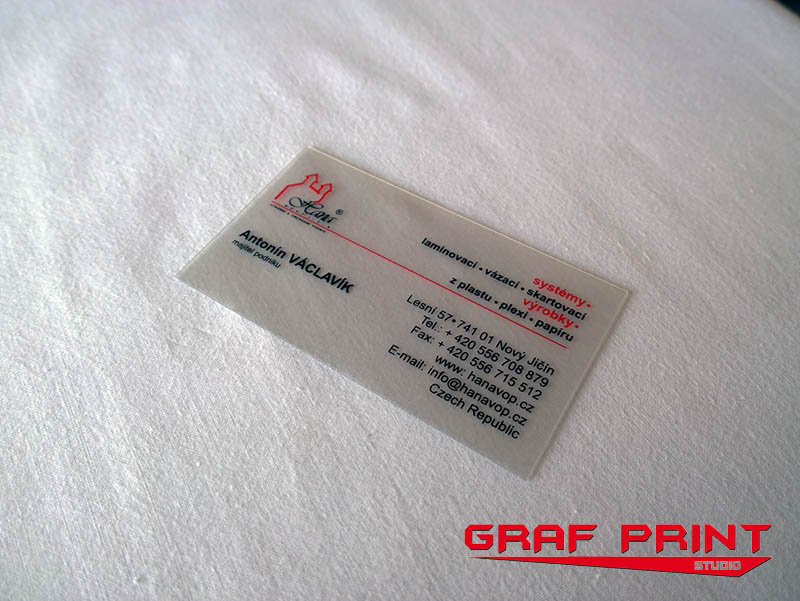 Hana ®
Antonín VÁCLAVÍK
majitel podniku
systémy•
laminovací • vázací • skartovací
výrobky•
z plastu • plexi • papíru
Lesní 57• 741 01 Nový Jičín
Tel.: + 420 556 708 879
Fax: + 420 556 715 512
www: hanavop.cz
E-mail: info@hanavop.cz
Czech Republic
GRAF PRINT
STUDIO